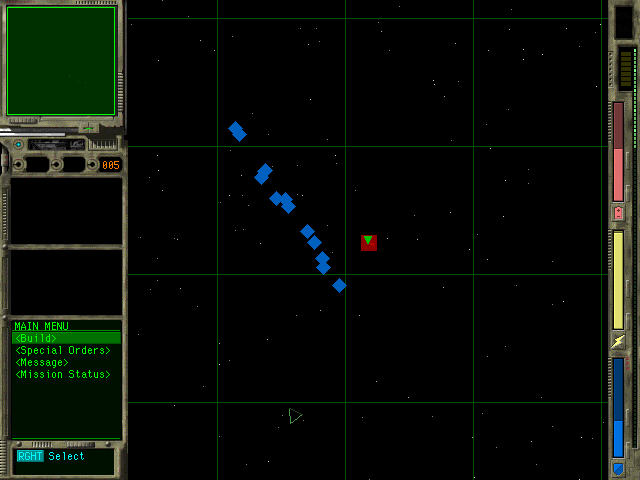 005
MAIN MENU
<Build>
<Special Orders>
<Message>
<Mission Status>
RGHT Select